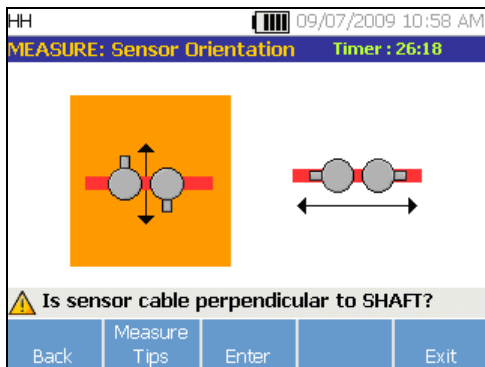 HH 09/07/2009 10:58 AM
MEASURE: Sensor Orientation Timer : 26:18
Is sensor cable perpendicular to SHAFT?
Back Measure Tips Enter Exit